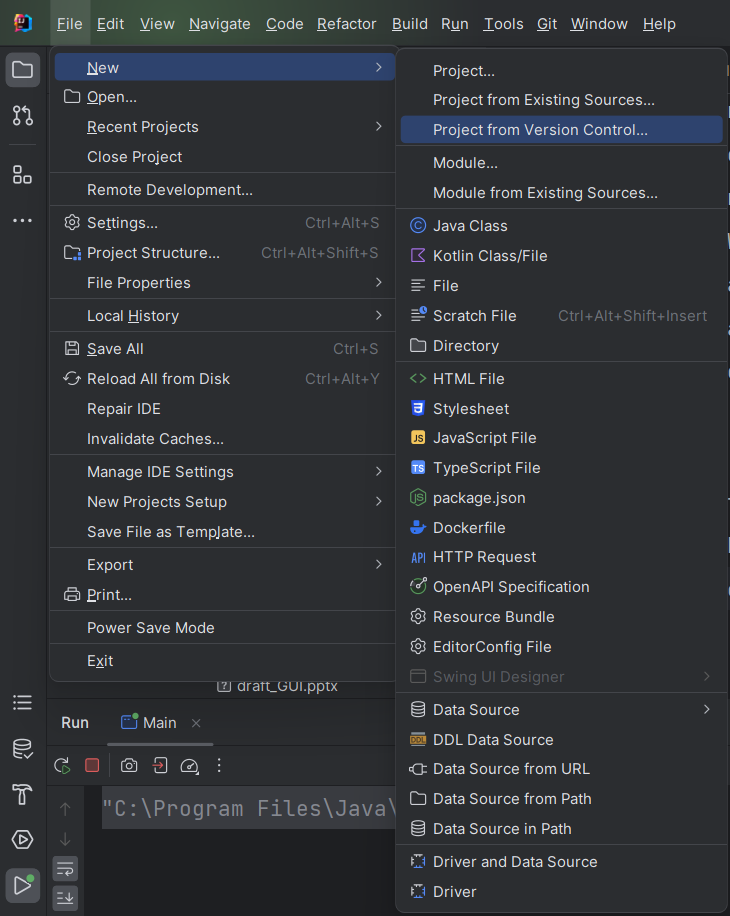 File Edit View Navigate Code Refactor Build Run Tools Git Window Help
New
Open...
Recent Projects
Close Project
Remote Development...
Settings... Ctrl+Alt+S
Project Structure... Ctrl+Alt+Shift+S
File Properties
Local History
Save All Ctrl+S
Reload All from Disk Ctrl+Alt+Y
Repair IDE
Invalidate Caches...
Manage IDE Settings
New Projects Setup
Save File as Template...
Export
Print...
Power Save Mode
Exit
Project...
Project from Existing Sources...
Project from Version Control...
Module...
Module from Existing Sources...
Java Class
Kotlin Class/File
File
Scratch File Ctrl+Alt+Shift+Insert
Directory
HTML File
Stylesheet
JS JavaScript File
TS TypeScript File
package.json
Dockerfile
API HTTP Request
OpenAPI Specification
Resource Bundle
EditorConfig File
Swing UI Designer
Data Source
DDL DDL Data Source
Data Source from URL
Data Source from Path
Data Source in Path
Driver and Data Source
Driver
draft_GUI.pptx
Run Main
"C:\Program Files\Java\